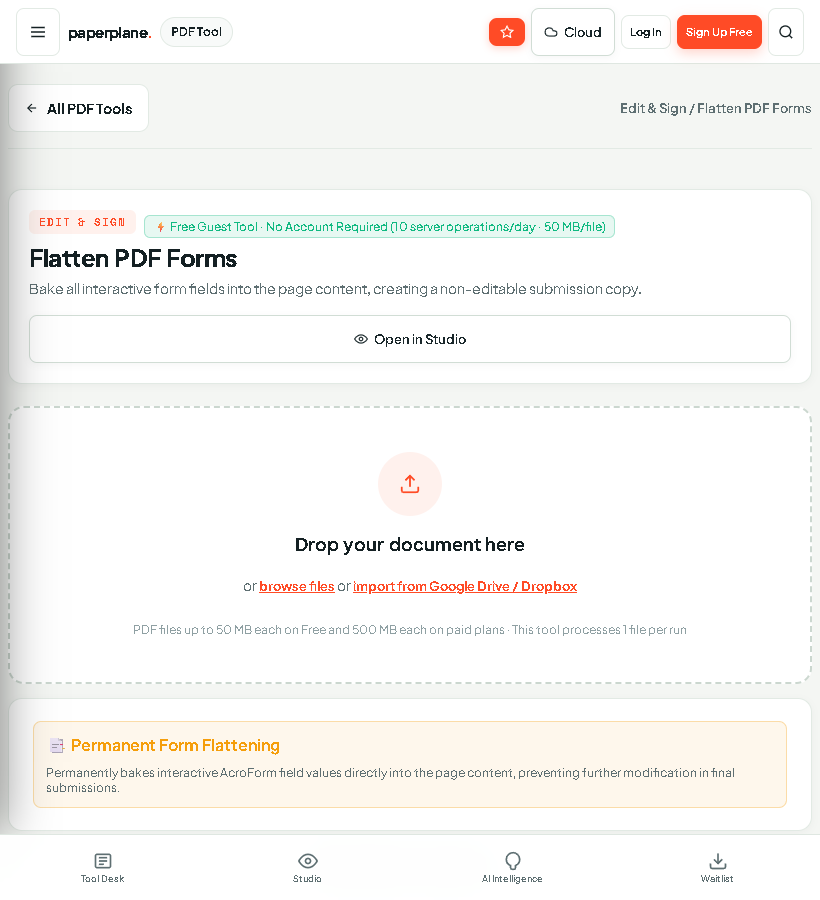 paperplane.
PDF Tool
Cloud
Log In
Sign Up Free
All PDF Tools
Edit & Sign / Flatten PDF Forms
EDIT & SIGN
Free Guest Tool · No Account Required (10 server operations/day · 50 MB/file)
Flatten PDF Forms
Bake all interactive form fields into the page content, creating a non-editable submission copy.
Open in Studio
Drop your document here
or browse files or import from Google Drive / Dropbox
PDF files up to 50 MB each on Free and 500 MB each on paid plans · This tool processes 1 file per run
Permanent Form Flattening
Permanently bakes interactive AcroForm field values directly into the page content, preventing further modification in final
submissions.
Tool Desk
Studio
AI Intelligence
Waitlist